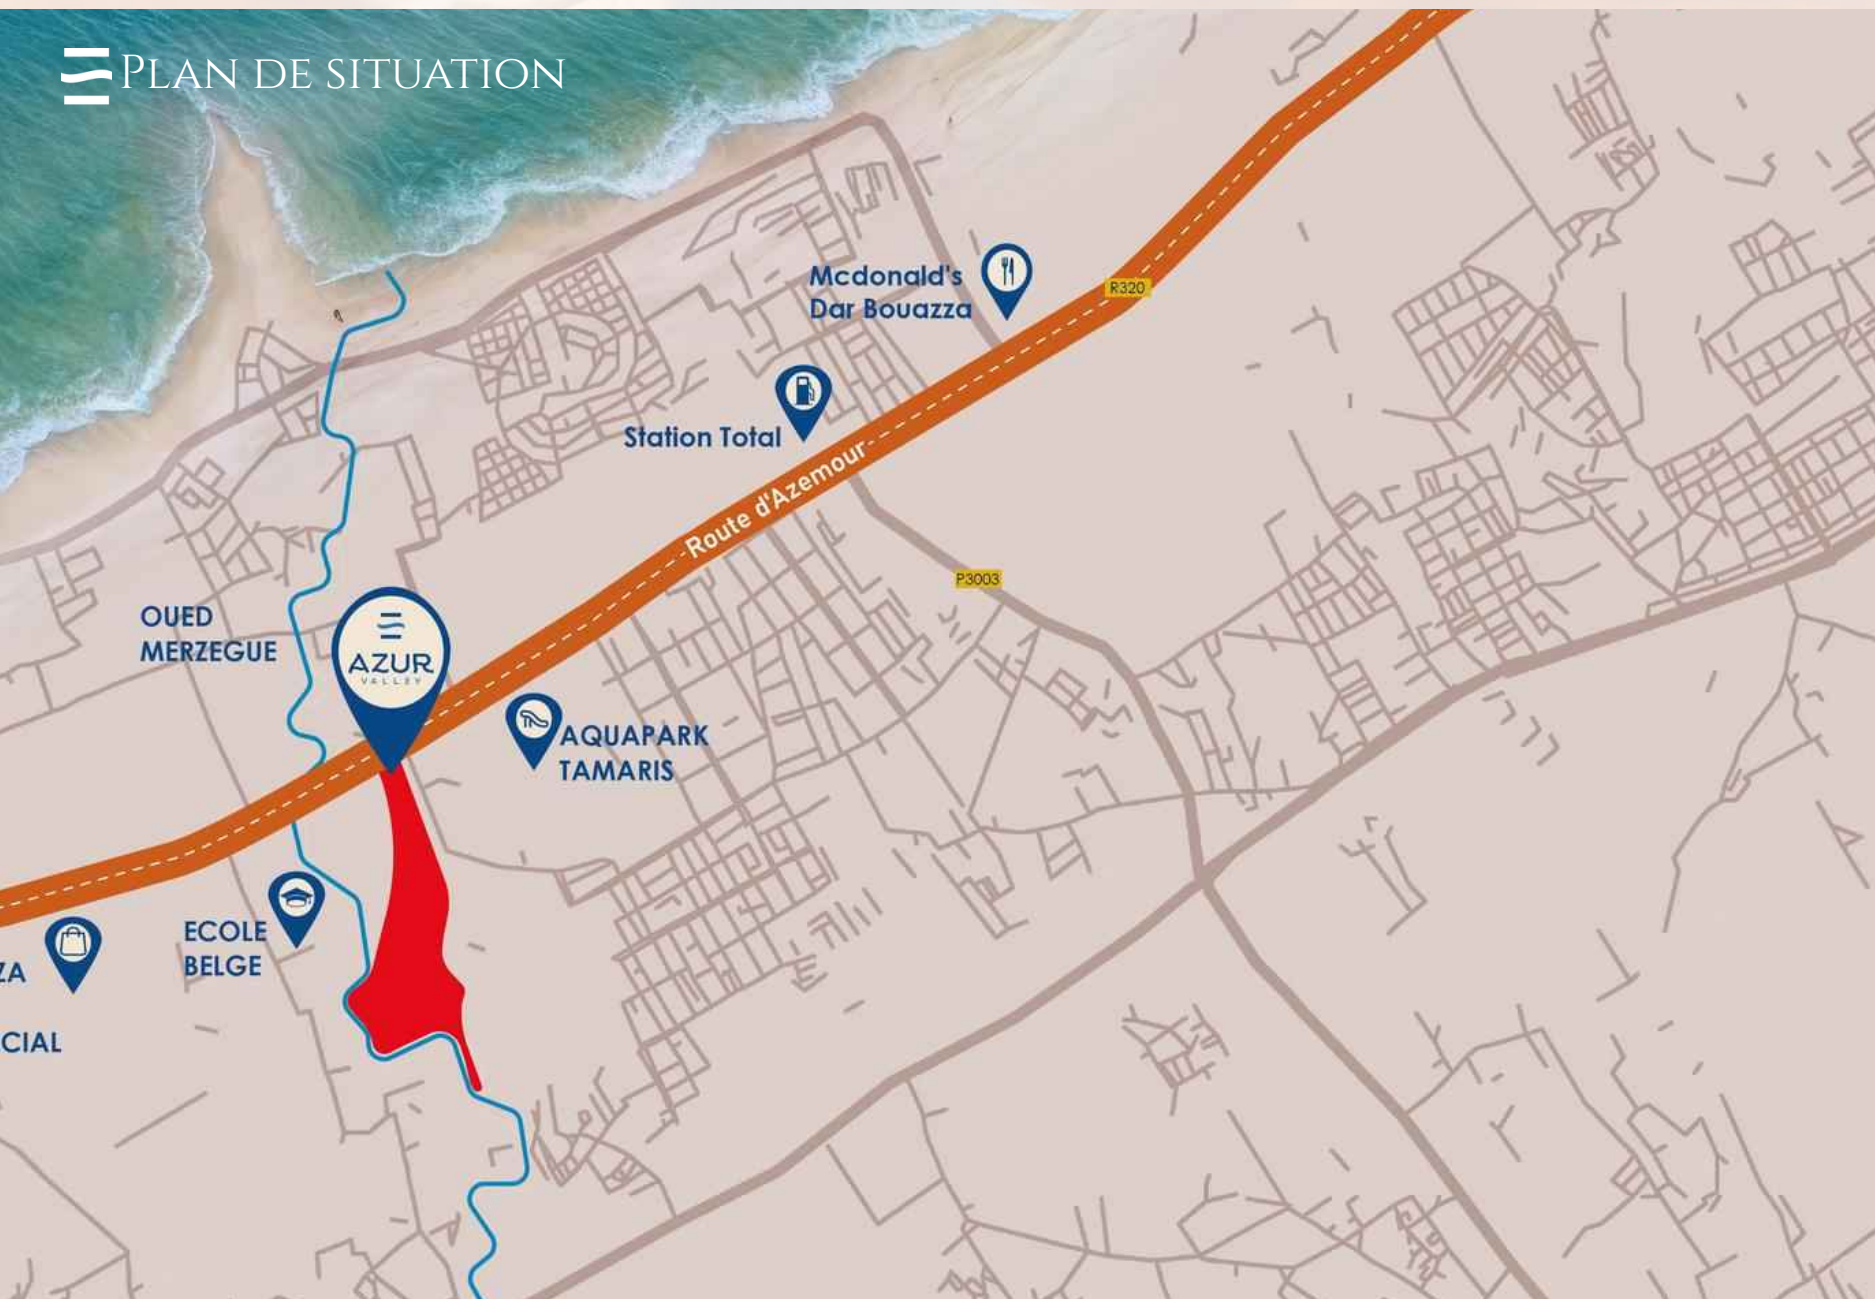 PLAN DE SITUATION
Mcdonald's
Dar Bouazza
R320
Station Total
Route d'Azemour
P3003
OUED
MERZEGUE
AZUR
VALLEY
AQUAPARK
TAMARIS
ECOLE
BELGE
ZA
CIAL